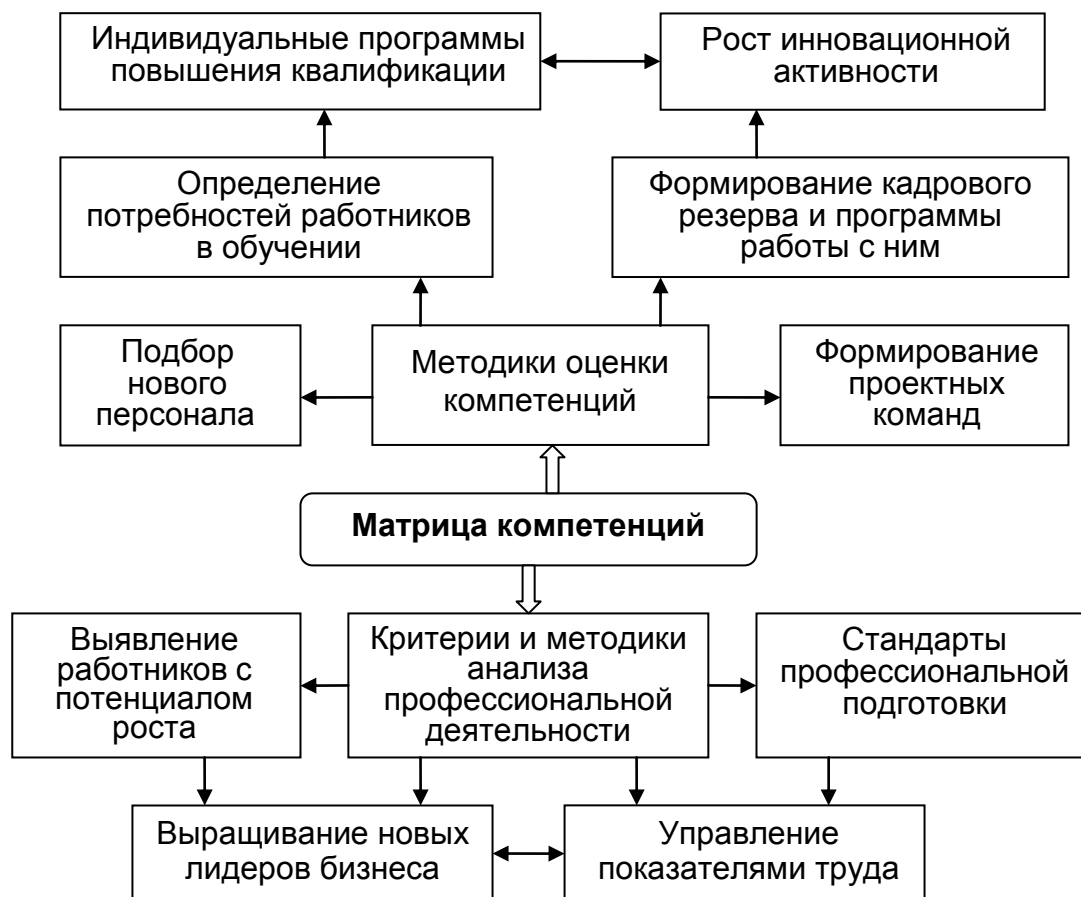 Индивидуальные программы
повышения квалификации
Рост инновационной
активности
Определение
потребностей работников
в обучении
Формирование кадрового
резерва и программы
работы с ним
Подбор
нового
персонала
Методики оценки
компетенций
Формирование
проектных
команд
Матрица компетенций
Выявление
работников с
потенциалом
роста
Критерии и методики
анализа
профессиональной
деятельности
Стандарты
профессиональной
подготовки
Выращивание новых
лидеров бизнеса
Управление
показателями труда